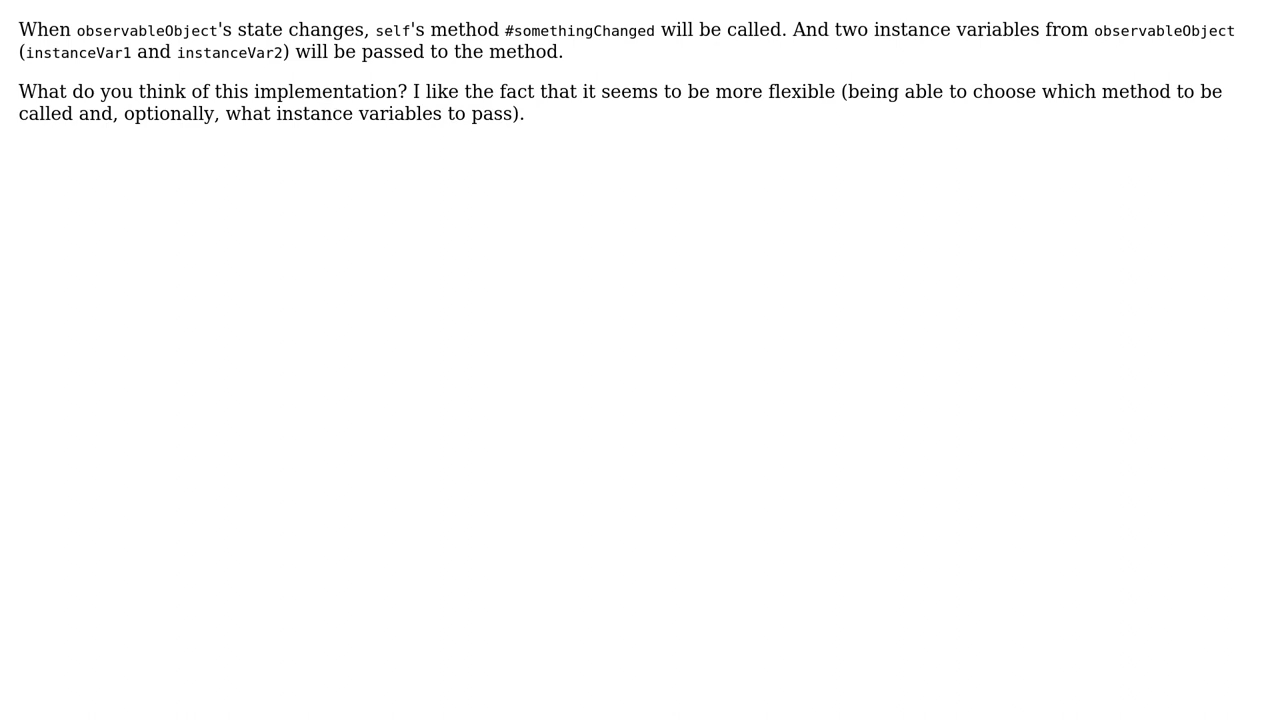 When observableObject's state changes, self's method #somethingChanged will be called. And two instance variables from observableObject
(instanceVar1 and instanceVar2) will be passed to the method.
What do you think of this implementation? I like the fact that it seems to be more flexible (being able to choose which method to be
called and, optionally, what instance variables to pass).